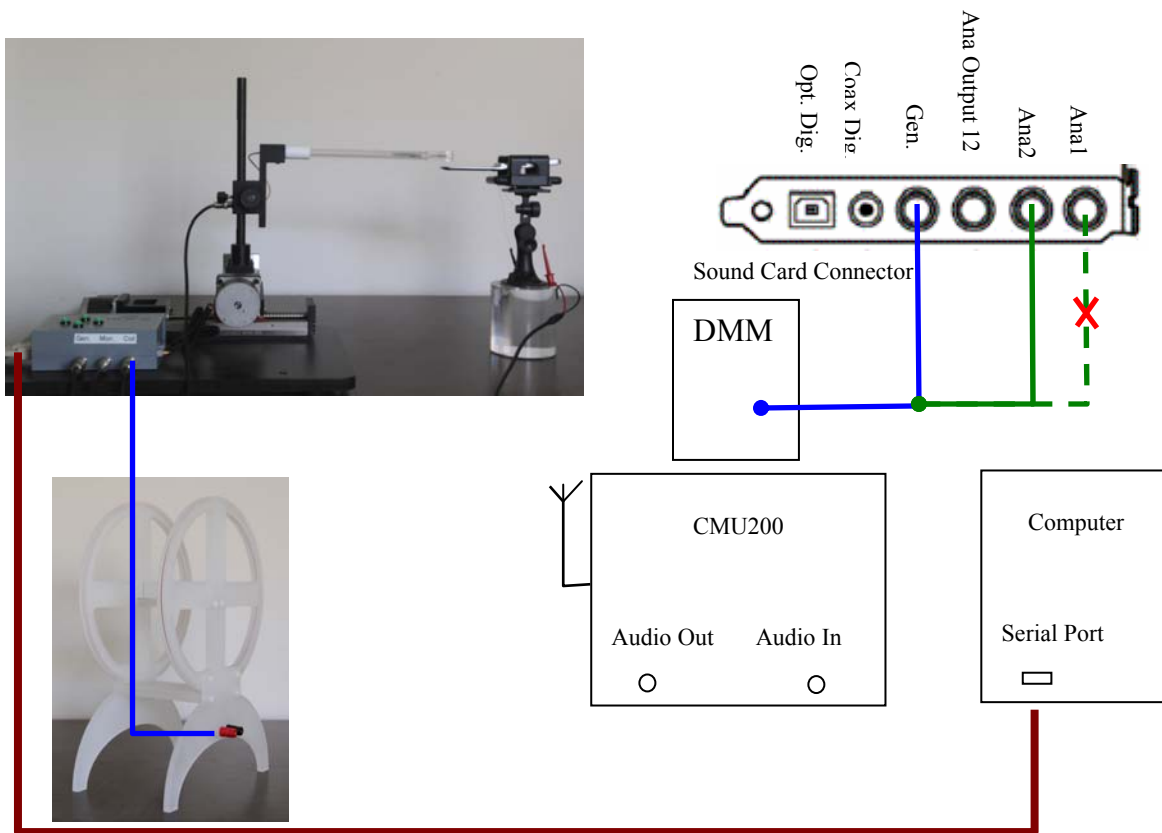 Opt. Dig.
Coax Dig.
Gen.
Ana Output 12
Ana2
Ana1
Sound Card Connector
DMM
Gen. Mon. Coil
CMU200
Audio Out
Audio In
Computer
Serial Port